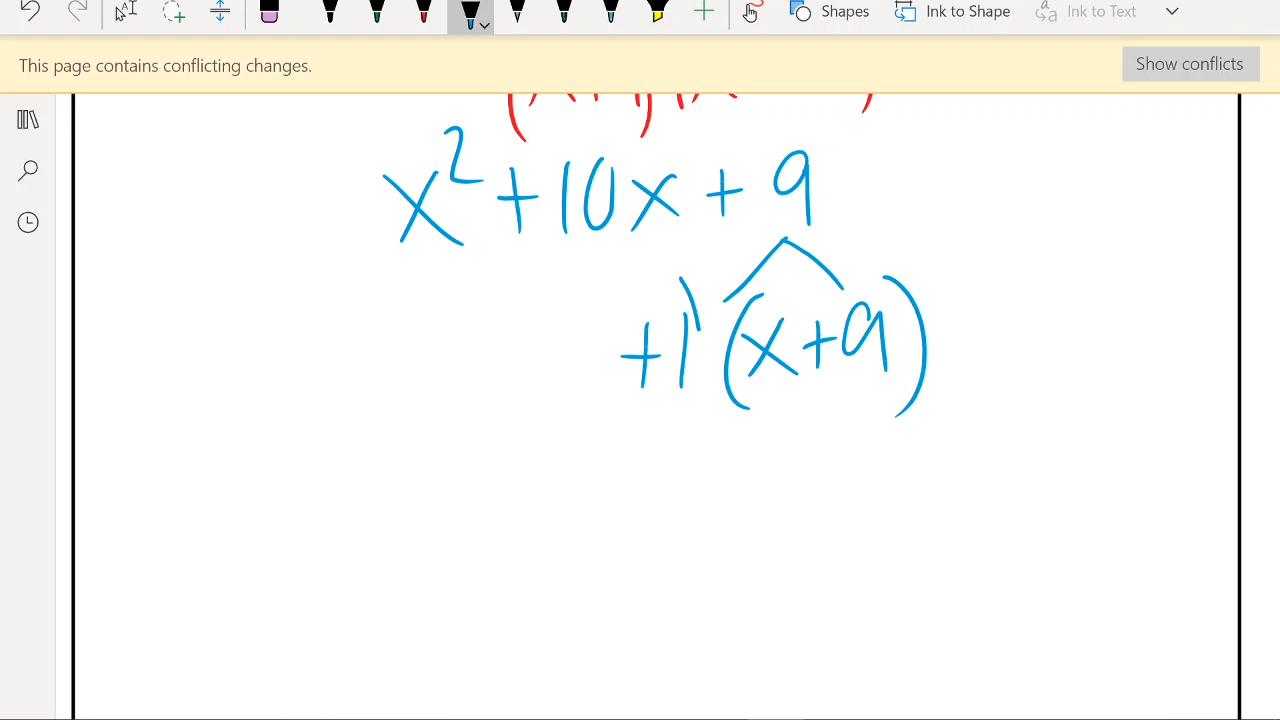 Shapes Ink to Shape Ink to Text
This page contains conflicting changes. Show conflicts
x² + 10x + 9
+1) (x + 9)